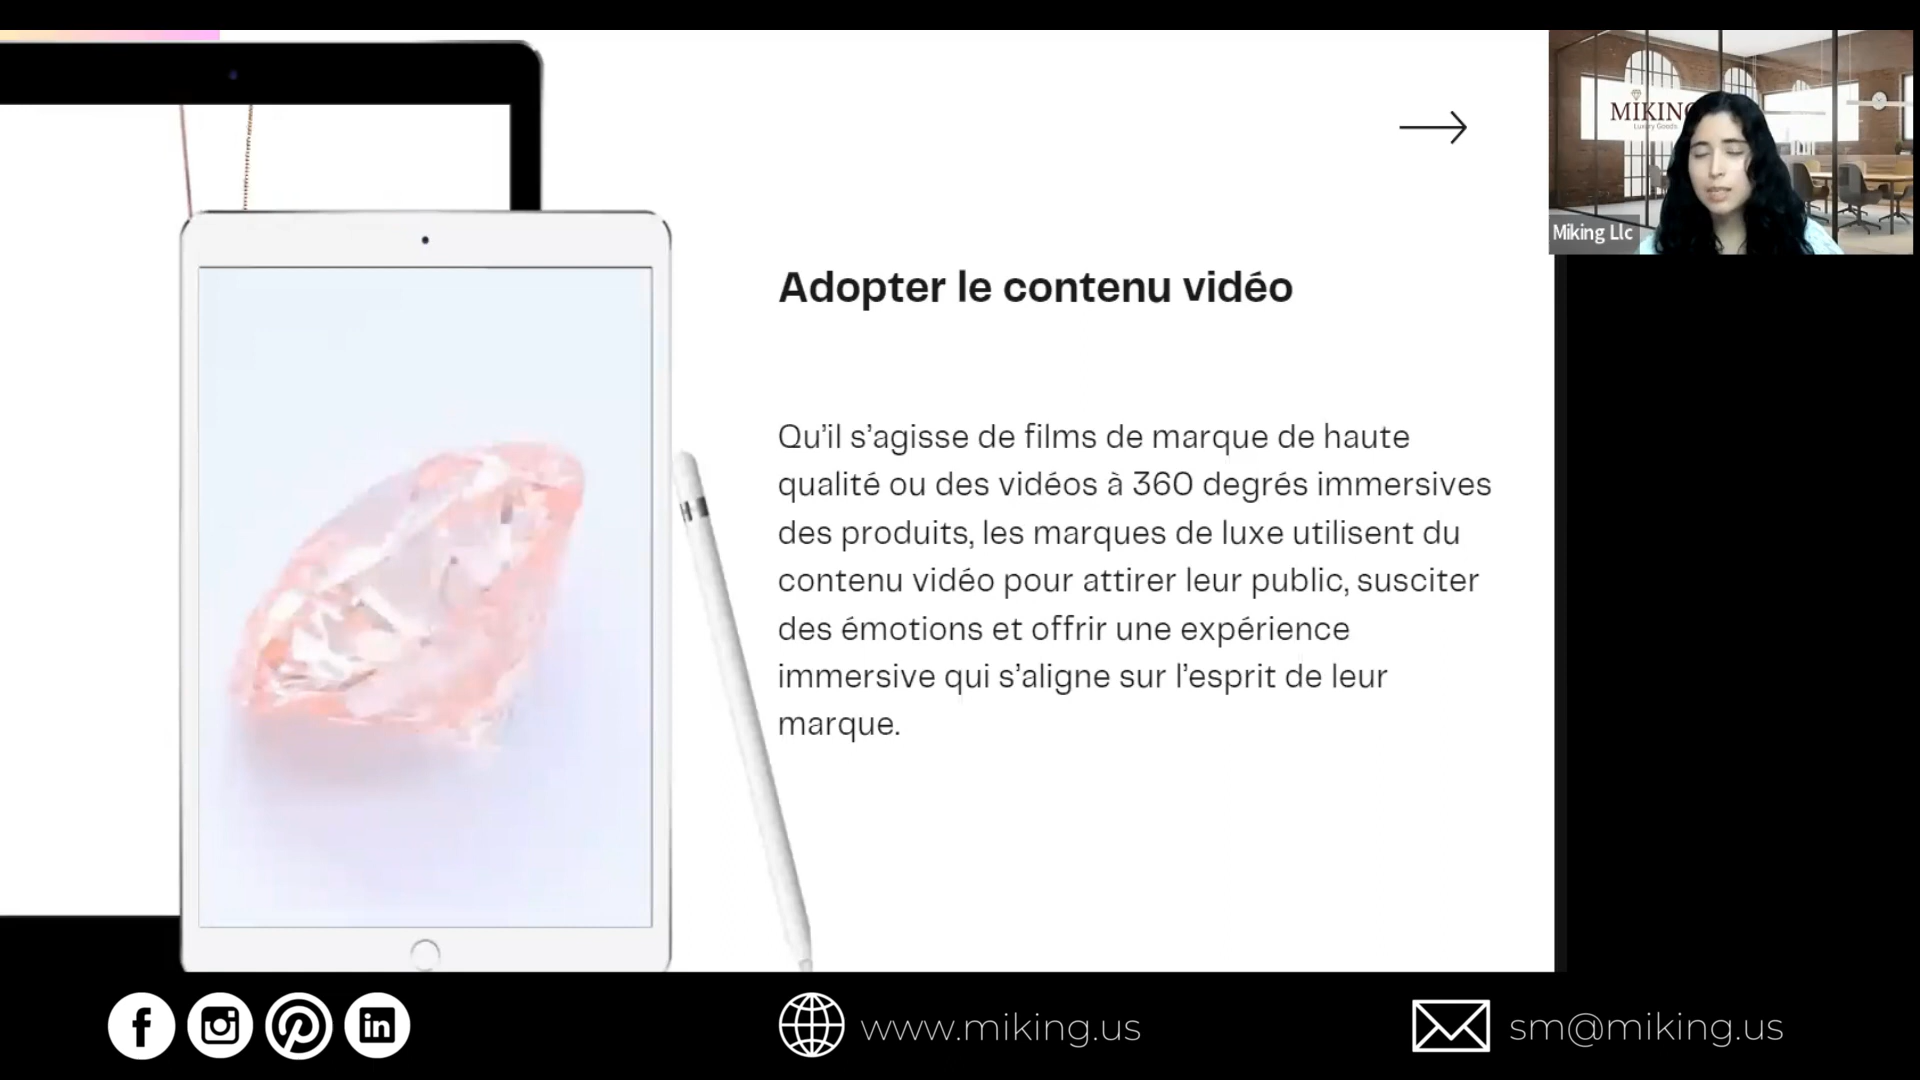 MIKING
Luxury Goods
Miking Llc
Adopter le contenu vidéo
Qu'il s'agisse de films de marque de haute
qualité ou des vidéos à 360 degrés immersives
des produits, les marques de luxe utilisent du
contenu vidéo pour attirer leur public, susciter
des émotions et offrir une expérience
immersive qui s'aligne sur l'esprit de leur
marque.
www.miking.us
sm@miking.us